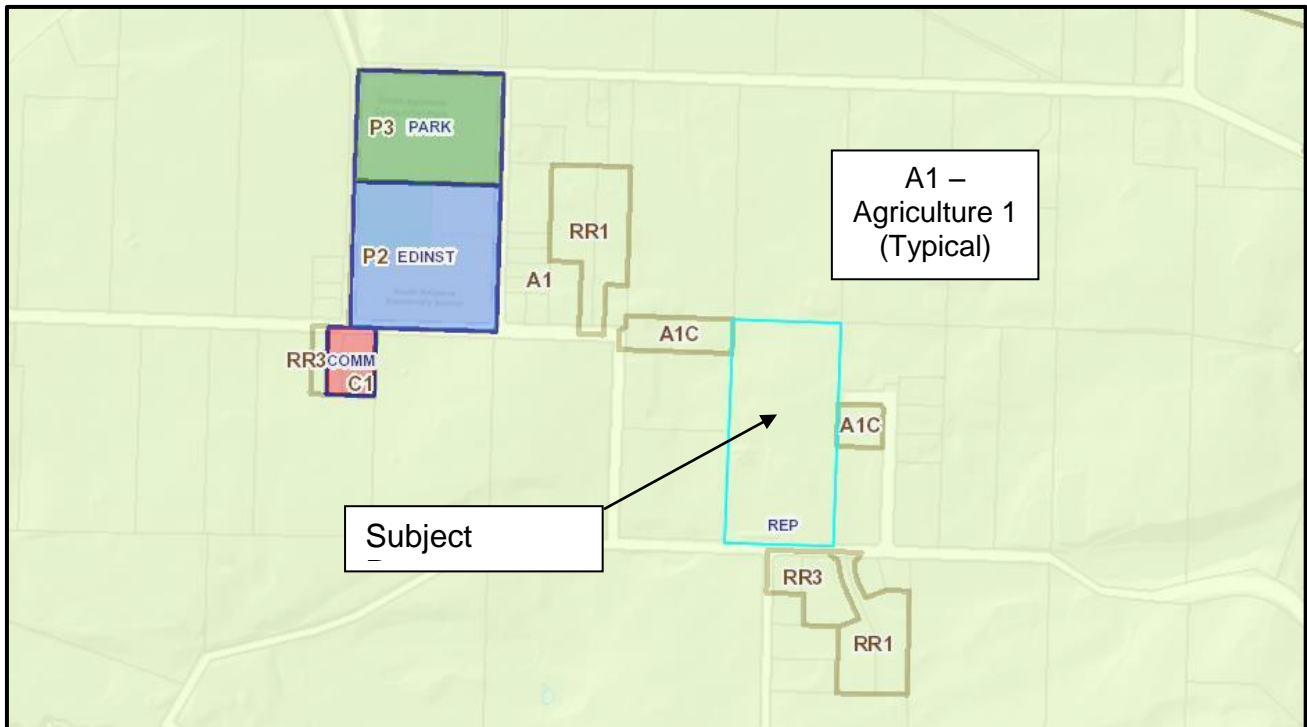 P3 PARK
A1 –
Agriculture 1
(Typical)
RR1
P2 EDINST
A1
A1C
RR3 COMM
C1
A1C
Subject
REP
RR3
RR1